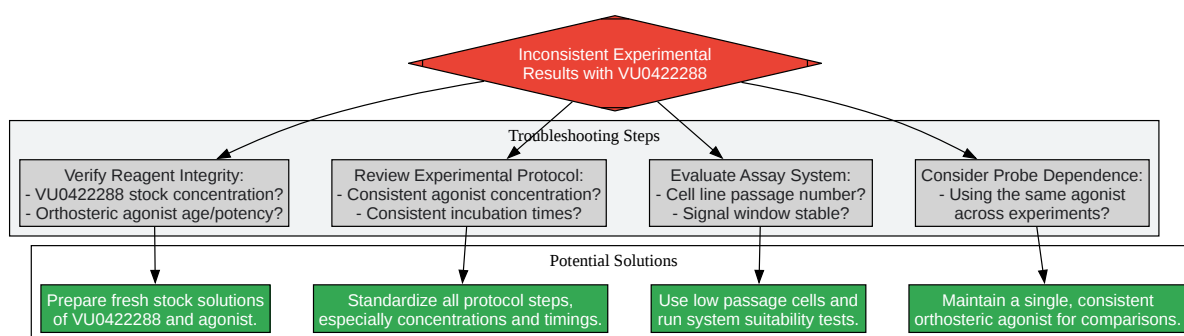 Inconsistent Experimental
Results with VU0422288
Troubleshooting Steps
Verify Reagent Integrity:
- VU0422288 stock concentration?
- Orthosteric agonist age/potency?
Review Experimental Protocol:
- Consistent agonist concentration?
- Consistent incubation times?
Evaluate Assay System:
- Cell line passage number?
- Signal window stable?
Consider Probe Dependence:
- Using the same agonist
across experiments?
Potential Solutions
Prepare fresh stock solutions
of VU0422288 and agonist.
Standardize all protocol steps,
especially concentrations and timings.
Use low passage cells and
run system suitability tests.
Maintain a single, consistent
orthosteric agonist for comparisons.